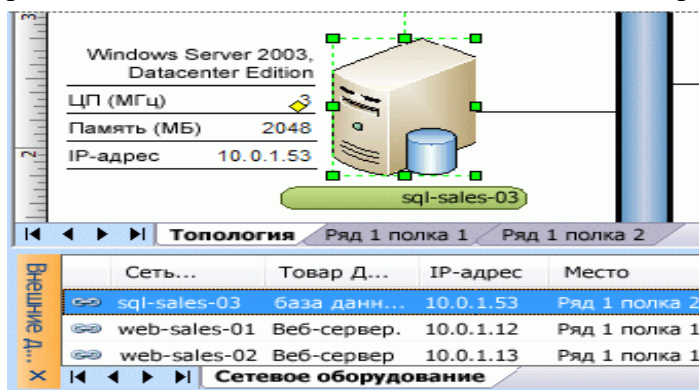 3
Windows Server 2003,
Datacenter Edition
ЦП (МГц) 3
Память (МБ) 2048
2
IP-адрес 10.0.1.53
sql-sales-03
Топология Ряд 1 полка 1 Ряд 1 полка 2
Внешние Д...
Сеть... Товар Д... IP-адрес Место
sql-sales-03 база данн... 10.0.1.53 Ряд 1 полка 2
web-sales-01 Веб-сервер. 10.0.1.12 Ряд 1 полка 1
web-sales-02 Веб-сервер 10.0.1.13 Ряд 1 полка 1
Сетевое оборудование